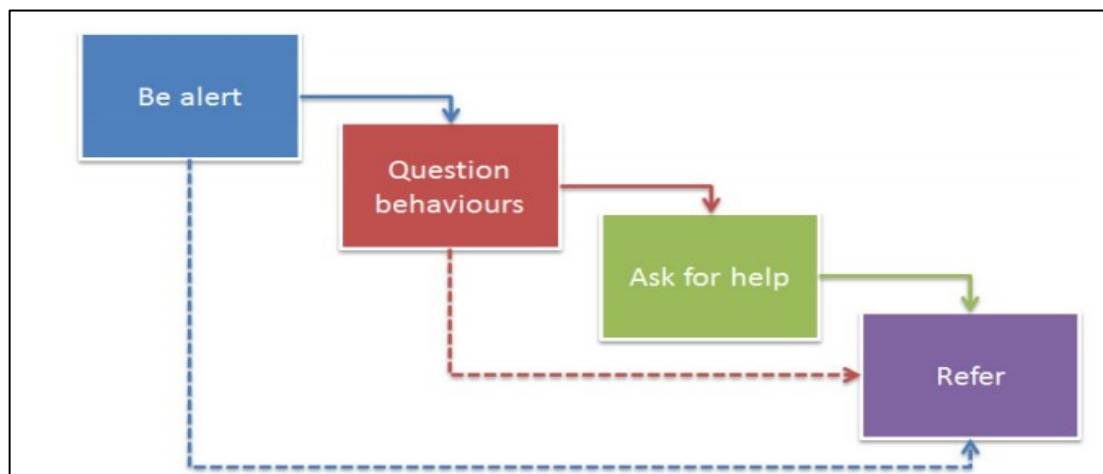 Be alert
Question
behaviours
Ask for help
Refer